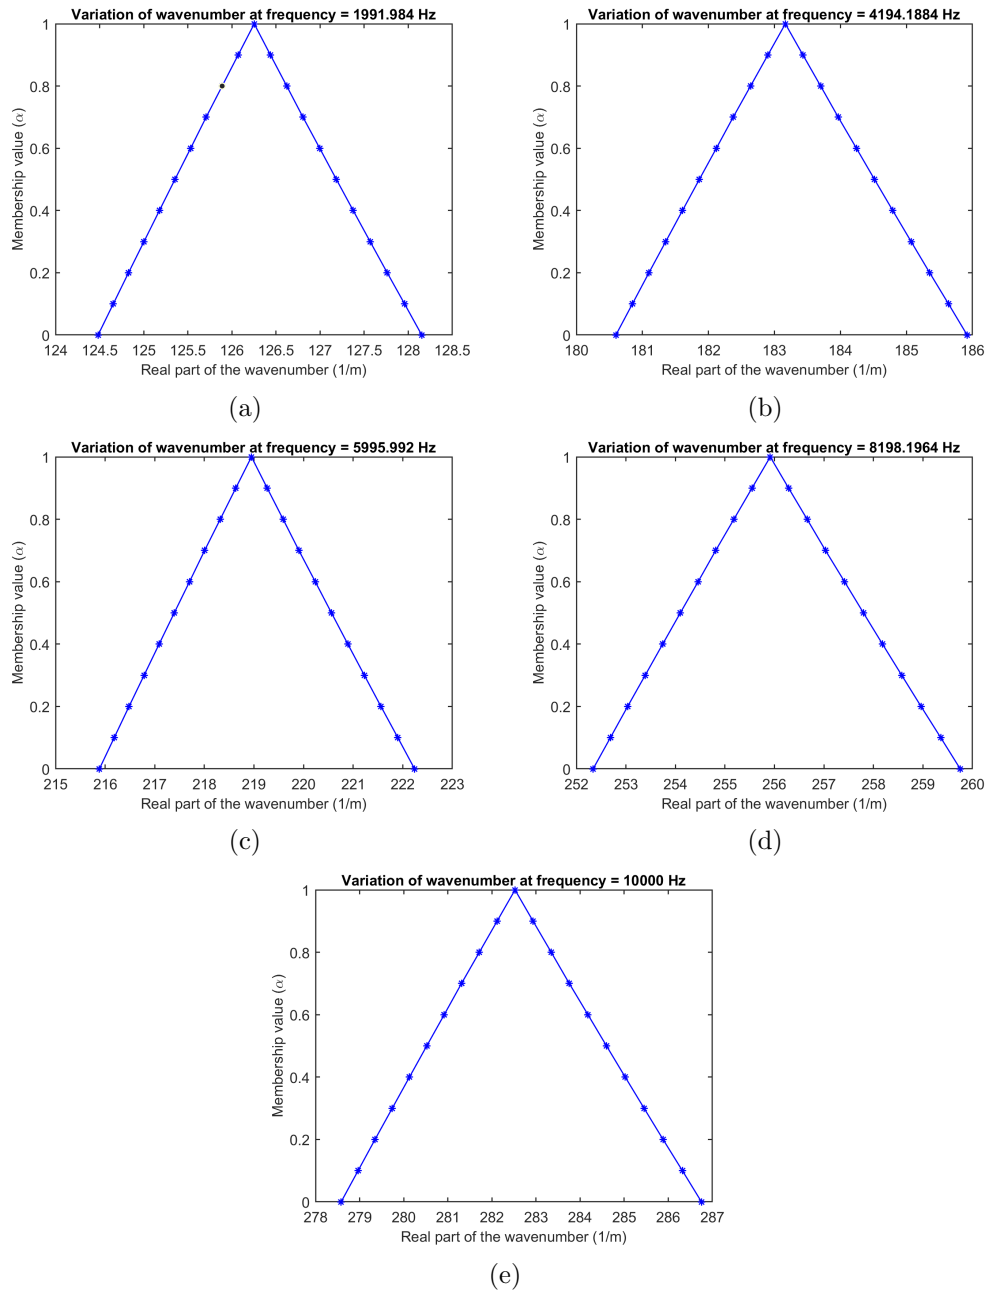 Variation of wavenumber at frequency = 1991.984 Hz
Membership value (α)
1
0.8
0.6
0.4
0.2
0
124 124.5 125 125.5 126 126.5 127 127.5 128 128.5
Real part of the wavenumber (1/m)
(a)
Variation of wavenumber at frequency = 4194.1884 Hz
Membership value (α)
1
0.8
0.6
0.4
0.2
0
180 181 182 183 184 185 186
Real part of the wavenumber (1/m)
(b)
Variation of wavenumber at frequency = 5995.992 Hz
Membership value (α)
1
0.8
0.6
0.4
0.2
0
215 216 217 218 219 220 221 222 223
Real part of the wavenumber (1/m)
(c)
Variation of wavenumber at frequency = 8198.1964 Hz
Membership value (α)
1
0.8
0.6
0.4
0.2
0
252 253 254 255 256 257 258 259 260
Real part of the wavenumber (1/m)
(d)
Variation of wavenumber at frequency = 10000 Hz
Membership value (α)
1
0.8
0.6
0.4
0.2
0
278 279 280 281 282 283 284 285 286 287
Real part of the wavenumber (1/m)
(e)